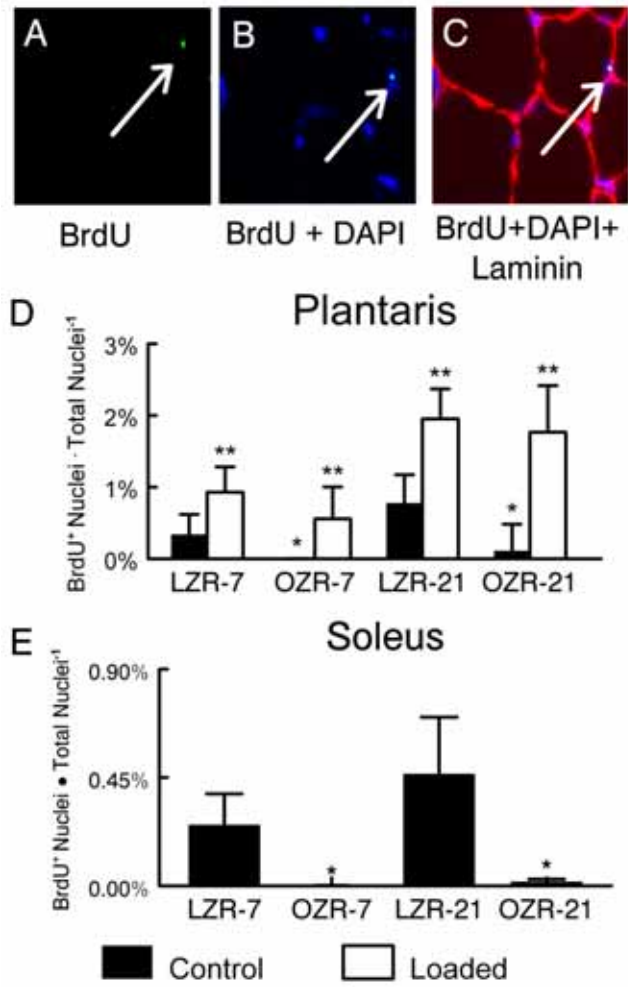 A
B
C
BrdU
BrdU + DAPI
BrdU+DAPI+
Laminin
D
Plantaris
BrdU⁺ Nuclei · Total Nuclei⁻¹
3%
2%
1%
0%
**
*
**
**
*
**
LZR-7
OZR-7
LZR-21
OZR-21
E
Soleus
BrdU⁺ Nuclei • Total Nuclei⁻¹
0.90%
0.45%
0.00%
*
*
LZR-7
OZR-7
LZR-21
OZR-21
Control
Loaded